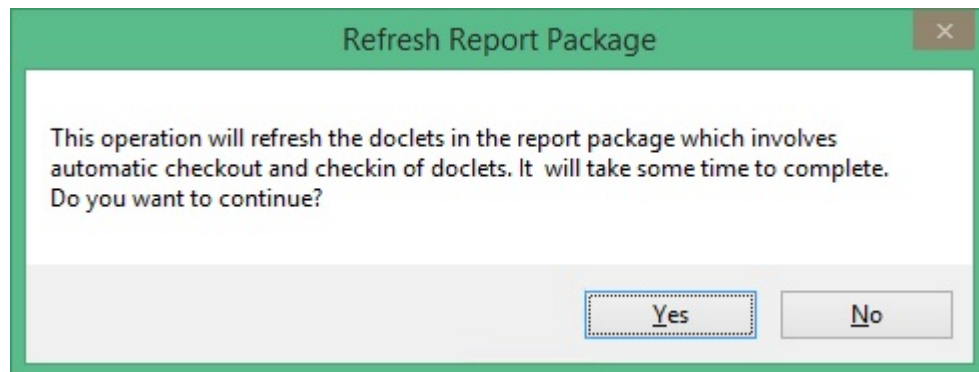 Refresh Report Package
This operation will refresh the doclets in the report package which involves
automatic checkout and checkin of doclets. It  will take some time to complete.
Do you want to continue?
Yes
No